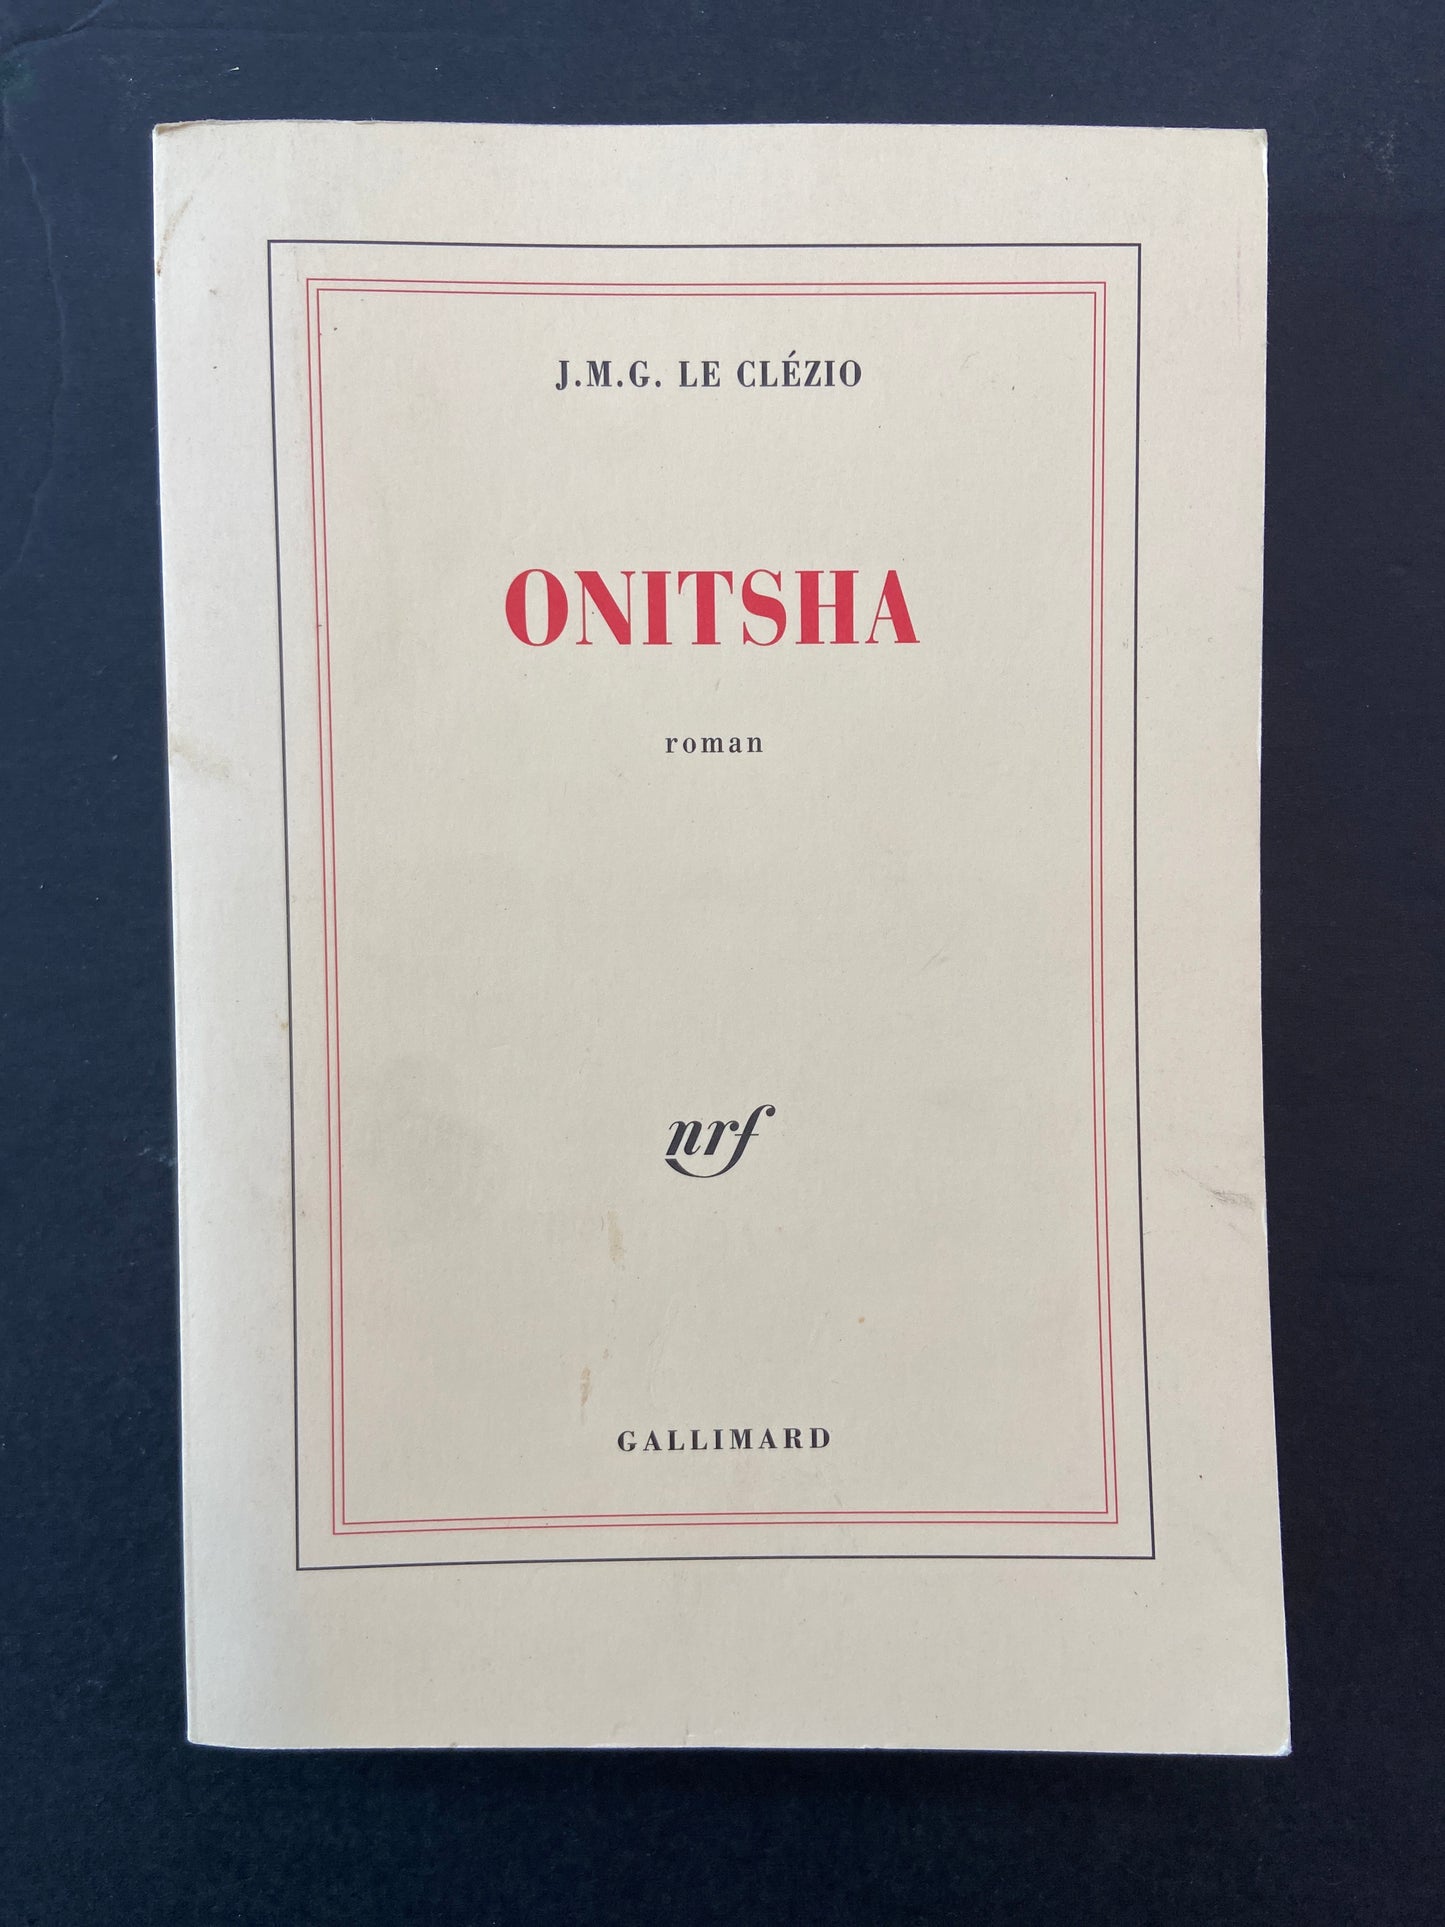 J.M.G. LE CLÉZIO
ONITSHA
roman
nrf
GALLIMARD